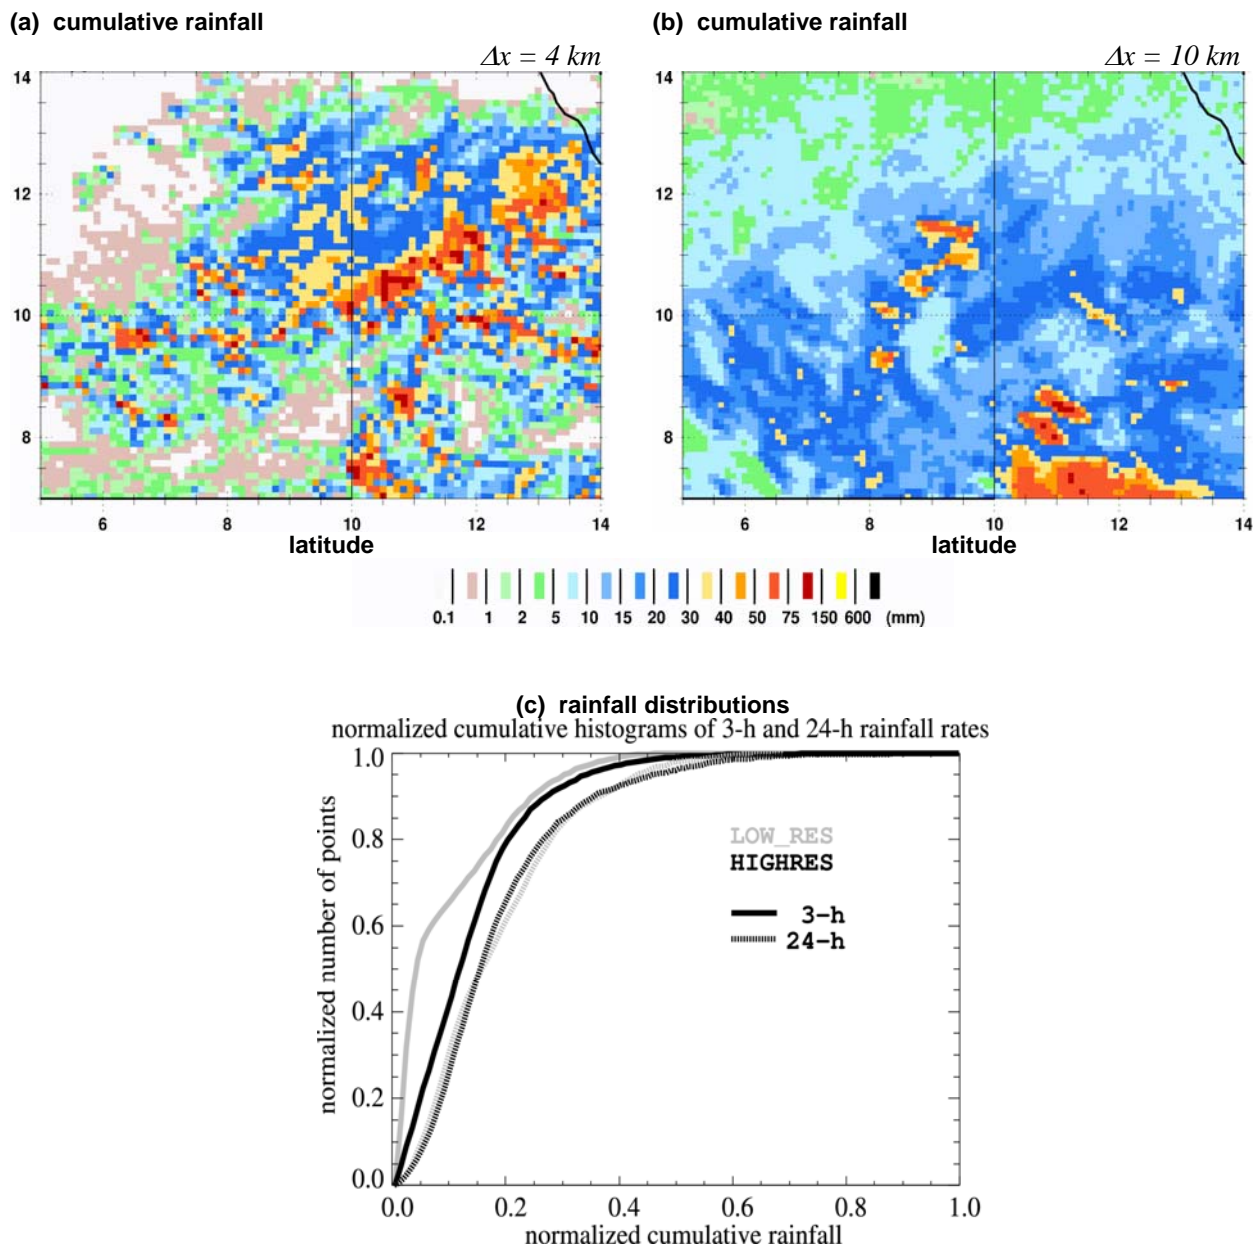 (a) cumulative rainfall
(b) cumulative rainfall
Δx = 4 km
Δx = 10 km
14
12
10
8
6 8 10 12 14
latitude
14
12
10
8
6 8 10 12 14
latitude
0.1 1 2 5 10 15 20 30 40 50 75 150 600 (mm)
(c) rainfall distributions
normalized cumulative histograms of 3-h and 24-h rainfall rates
normalized number of points
1.0
0.8
0.6
0.4
0.2
0.0
LOW_RES
HIGHRES
3-h
24-h
0.0 0.2 0.4 0.6 0.8 1.0
normalized cumulative rainfall